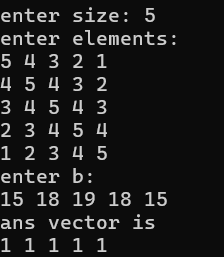 enter size: 5
enter elements:
5 4 3 2 1
4 5 4 3 2
3 4 5 4 3
2 3 4 5 4
1 2 3 4 5
enter b:
15 18 19 18 15
ans vector is
1 1 1 1 1